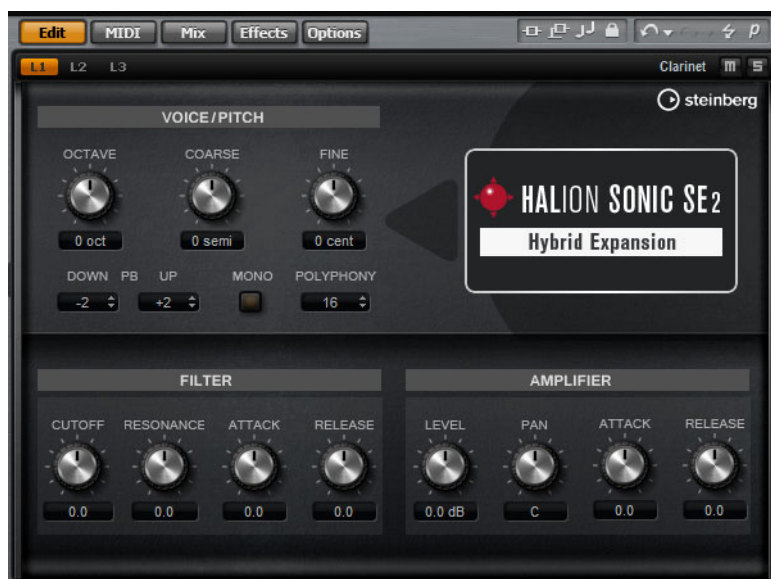 Edit MIDI Mix Effects Options
L1 L2 L3 Clarinet m s
steinberg
VOICE/PITCH
OCTAVE COARSE FINE
0 oct 0 semi 0 cent
HALION SONIC SE2
Hybrid Expansion
DOWN PB UP MONO POLYPHONY
-2 +2 16
FILTER AMPLIFIER
CUTOFF RESONANCE ATTACK RELEASE LEVEL PAN ATTACK RELEASE
0.0 0.0 0.0 0.0 0.0 dB C 0.0 0.0